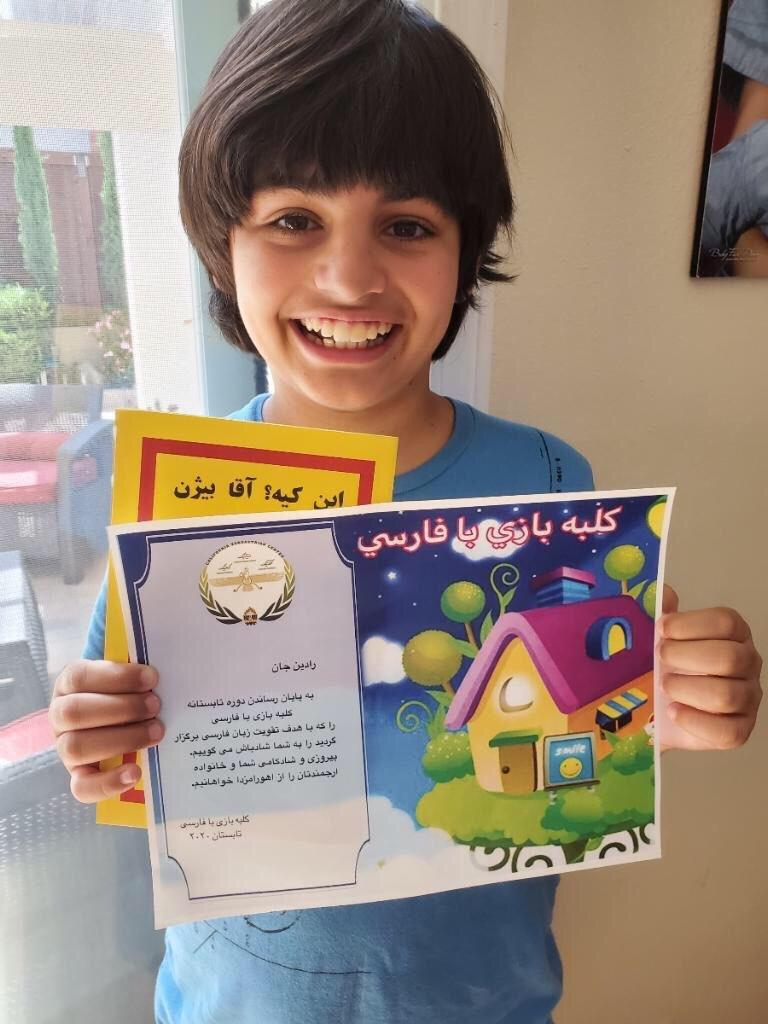 این کیه؟ آقا بیژن
کلبه بازي با فارسي
CALIFORNIA ZOROASTRIAN CENTER
رادین جان
به پایان رساندن دوره تابستانه
کلبه بازی با فارسی
را که با هدف تقویت زبان فارسی برگزار
گردید را به شما شادباش می گوییم.
پیروزی و شادکامی شما و خانواده
ارجمندتان را از اهورامزدا خواهانیم.
کلبه بازی با فارسی
تابستان ۲۰۲۰
smile